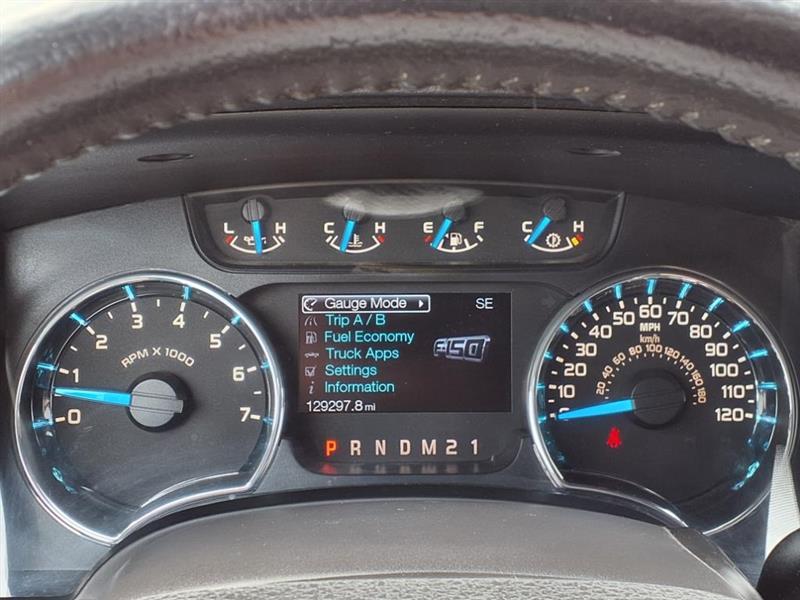 L H
C H
E F
C H
Gauge Mode SE
Trip A / B
Fuel Economy
Truck Apps
Settings
i Information
129297.8 mi
F-150
P R N D M 2 1
0 1 2 3 4 5 6 7
RPM X 1000
0 10 20 30 40 50 60 70 80 90 100 110 120
MPH
km/h
20 40 60 80 100 120 140 160 180